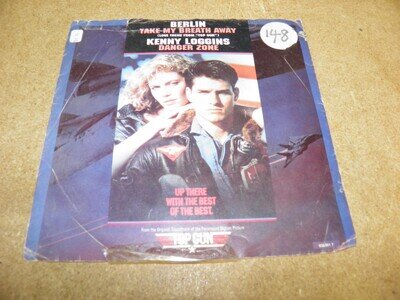 BERLIN
TAKE MY BREATH AWAY
(LOVE THEME FROM "TOP GUN")
KENNY LOGGINS
DANGER ZONE
148
UP THERE
WITH THE BEST
OF THE BEST.
From the Original Soundtrack of the Paramount Motion Picture
TOP GUN